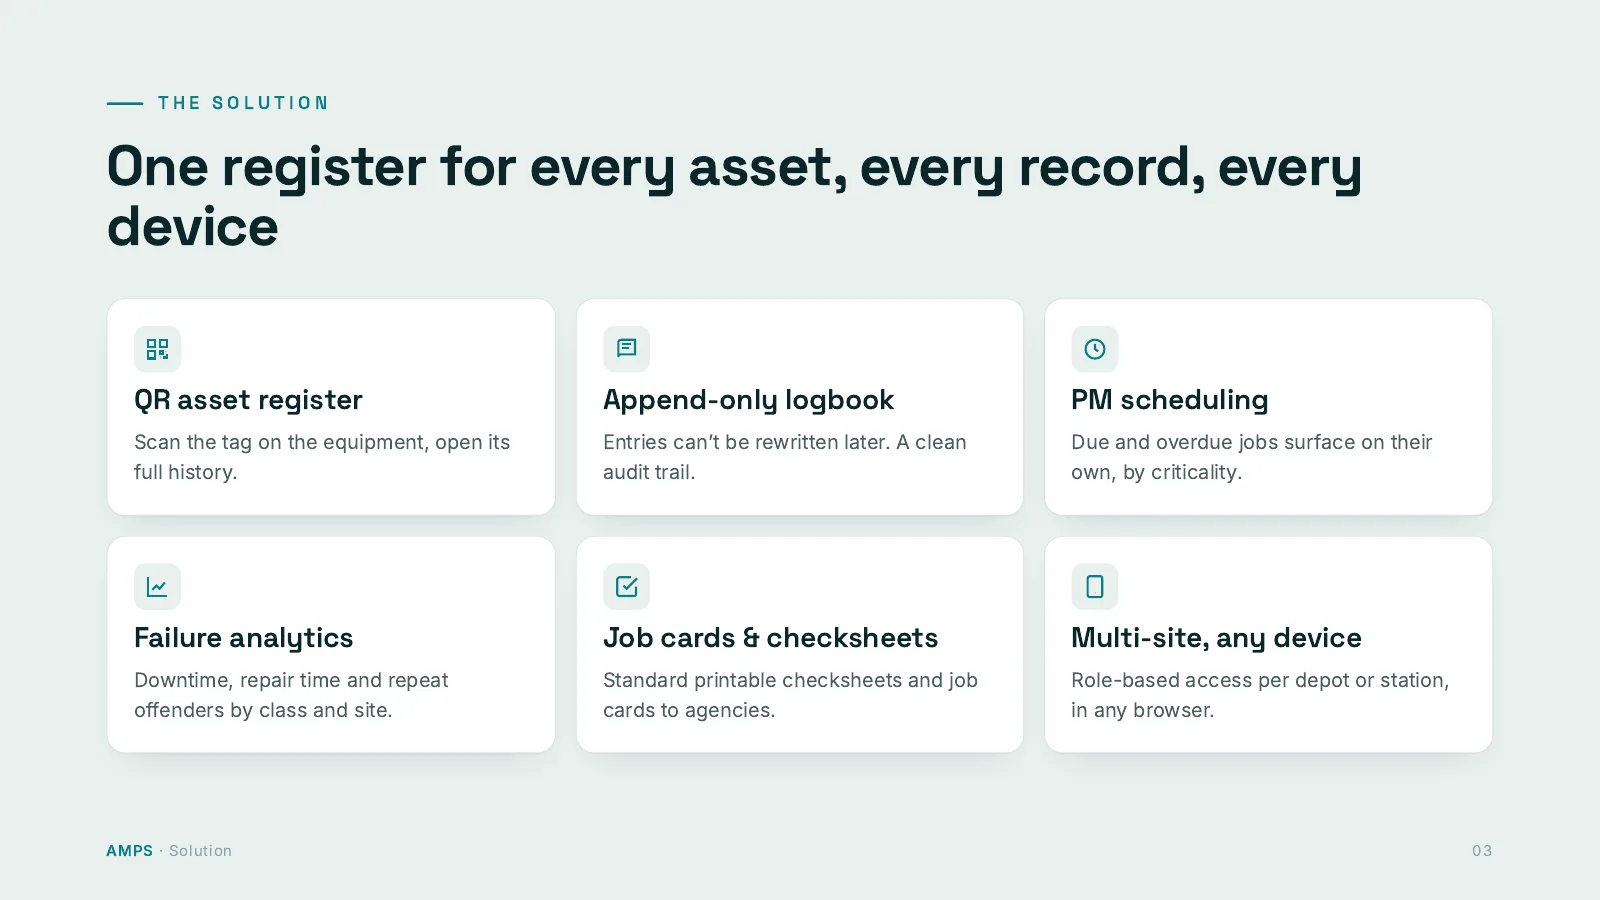 THE SOLUTION
One register for every asset, every record, every
device
QR asset register
Scan the tag on the equipment, open its
full history.
Append-only logbook
Entries can’t be rewritten later. A clean
audit trail.
PM scheduling
Due and overdue jobs surface on their
own, by criticality.
Failure analytics
Downtime, repair time and repeat
offenders by class and site.
Job cards & checksheets
Standard printable checksheets and job
cards to agencies.
Multi-site, any device
Role-based access per depot or station,
in any browser.
AMPS · Solution
03